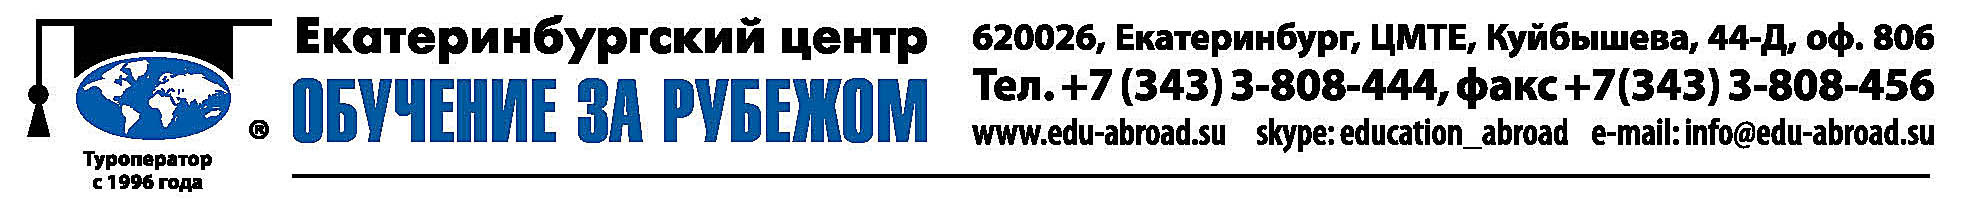 Екатеринбургский центр
ОБУЧЕНИЕ ЗА РУБЕЖОМ
®
Туроператор
с 1996 года
620026, Екатеринбург, ЦМТЕ, Куйбышева, 44-Д, оф. 806
Тел. +7 (343) 3-808-444, факс +7(343) 3-808-456
www.edu-abroad.su skype: education_abroad e-mail: info@edu-abroad.su